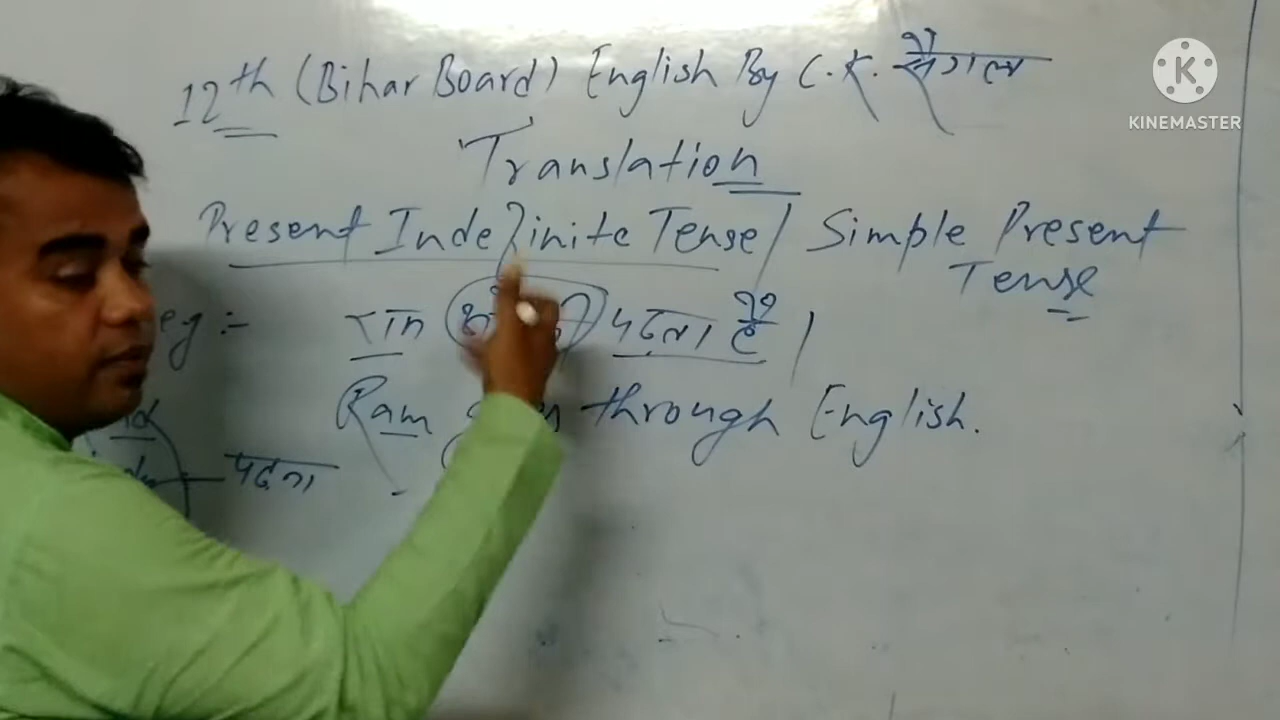 12th (Bihar Board) English By C.K. सैगल
KINEMASTER
Translation
Present Indefinite Tense / Simple Present
Tense
eg :- राम पढ़ता है।
Ram through English.
पढ़ना